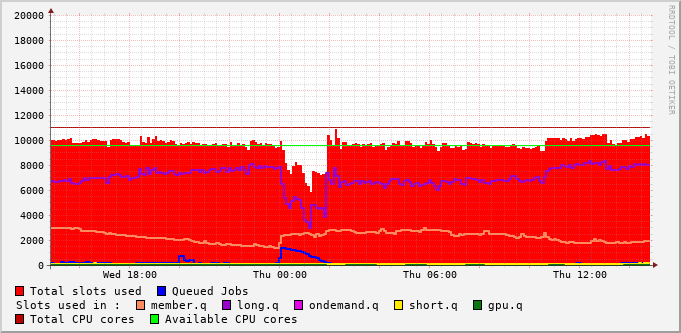 20000
18000
16000
14000
12000
10000
8000
6000
4000
2000
0
Wed 18:00 Thu 00:00 Thu 06:00 Thu 12:00
RRDTOOL / TOBI OETIKER
Total slots used Queued Jobs
Slots used in : member.q long.q ondemand.q short.q gpu.q
Total CPU cores Available CPU cores